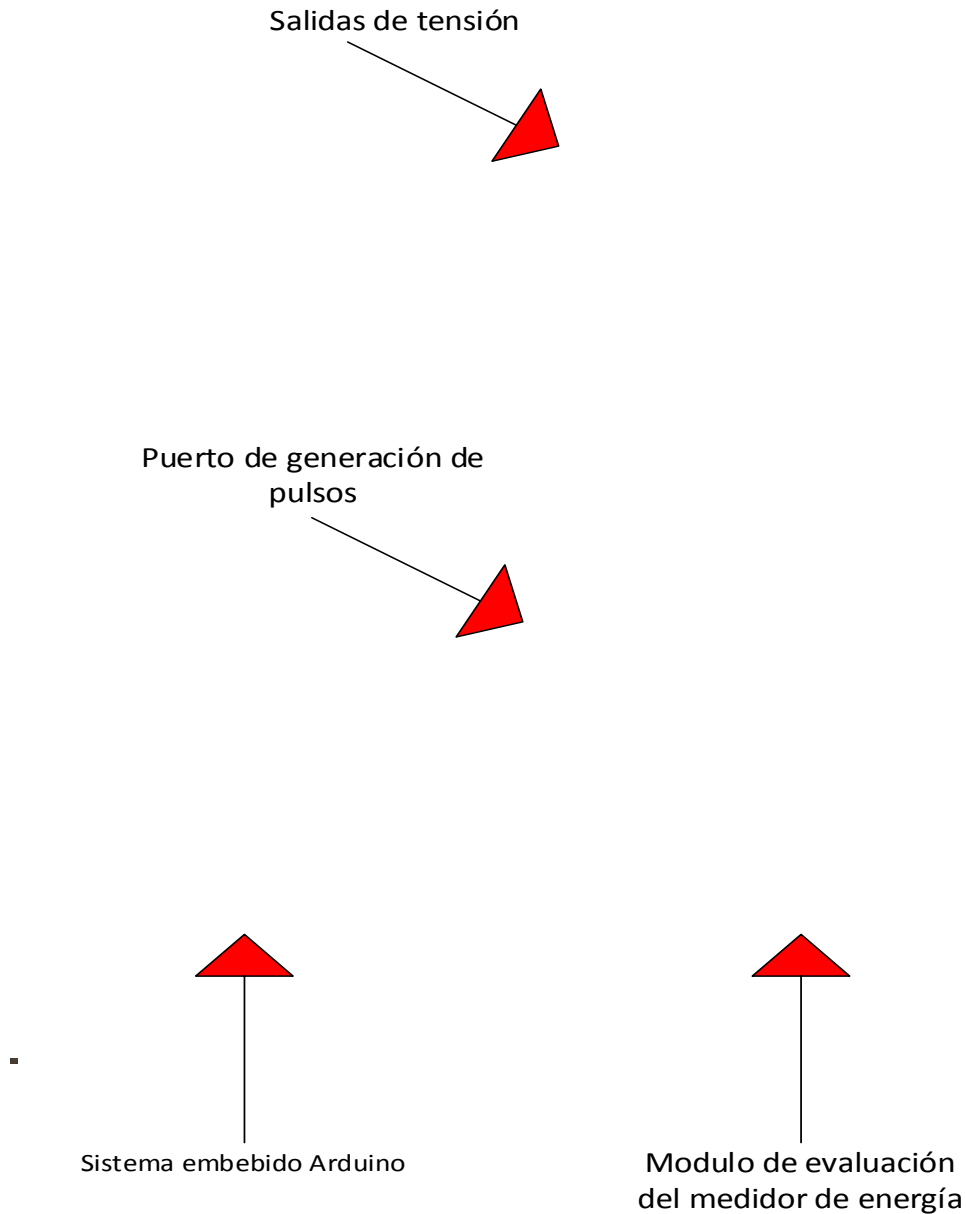 Salidas de tensión
Puerto de generación de
pulsos
Sistema embebido Arduino
Modulo de evaluación
del medidor de energía